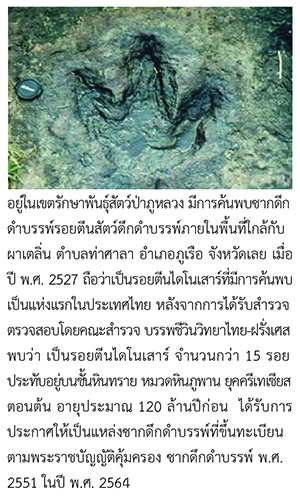 อยู่ในเขตรักษาพันธุ์สัตว์ป่าภูหลวง มีการค้นพบซากดึก
ดำบรรพ์รอยตีนสัตว์ดึกดำบรรพ์ภายในพื้นที่ใกล้กับ
ผาเตลิ่น ตำบลท่าศาลา อำเภอภูเรือ จังหวัดเลย เมื่อ
ปี พ.ศ. 2527 ถือว่าเป็นรอยตีนไดโนเสาร์ที่มีการค้นพบ
เป็นแห่งแรกในประเทศไทย หลังจากการได้รับสำรวจ
ตรวจสอบโดยคณะสำรวจ บรรพชีวินวิทยาไทย-ฝรั่งเศส
พบว่า เป็นรอยตีนไดโนเสาร์ จำนวนกว่า 15 รอย
ประทับอยู่บนชั้นหินทราย หมวดหินภูพาน ยุคครีเทเชียส
ตอนต้น อายุประมาณ 120 ล้านปีก่อน ได้รับการ
ประกาศให้เป็นแหล่งซากดึกดำบรรพ์ที่ขึ้นทะเบียน
ตามพระราชบัญญัติคุ้มครอง ซากดึกดำบรรพ์ พ.ศ.
2551 ในปี พ.ศ. 2564